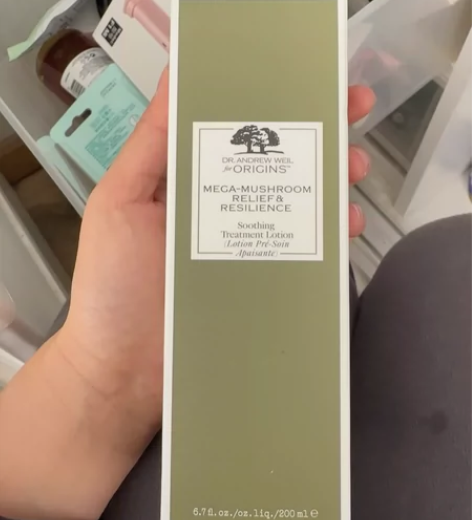 DR. ANDREW WEIL
for ORIGINS™
MEGA-MUSHROOM
RELIEF &
RESILIENCE
Soothing
Treatment Lotion
(Lotion Pré-Soin
Apaisante)
6.7 fl.oz./oz.liq./200 ml ℮